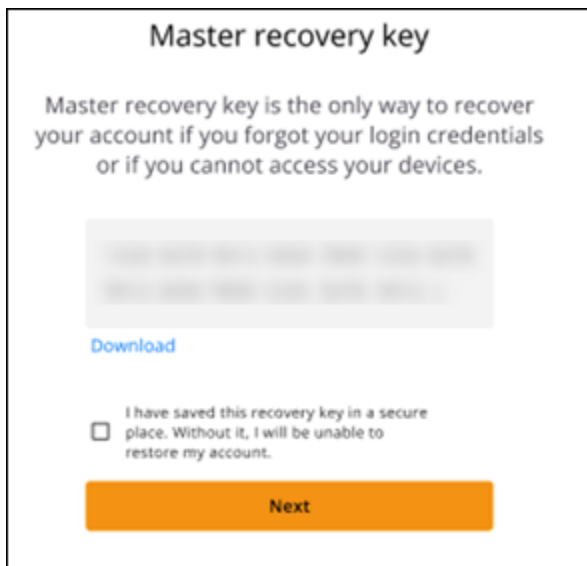 Master recovery key
Master recovery key is the only way to recover
your account if you forgot your login credentials
or if you cannot access your devices.
Download
I have saved this recovery key in a secure
place. Without it, I will be unable to
restore my account.
Next